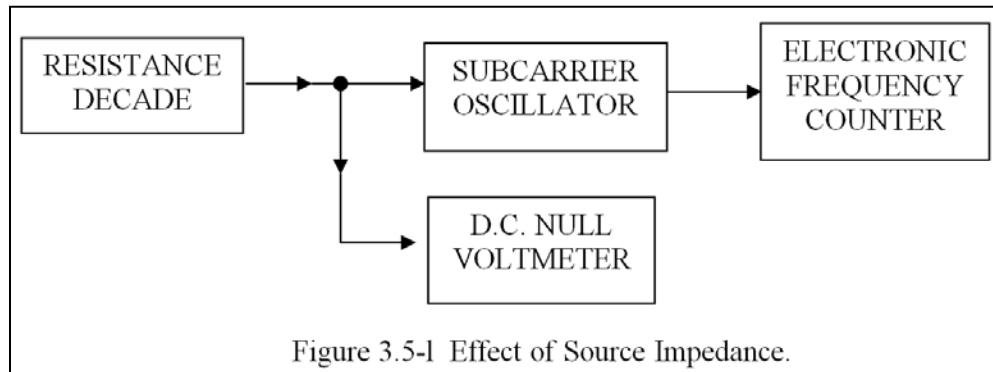 RESISTANCE
DECADE
SUBCARRIER
OSCILLATOR
ELECTRONIC
FREQUENCY
COUNTER
D.C. NULL
VOLTMETER
Figure 3.5-l Effect of Source Impedance.